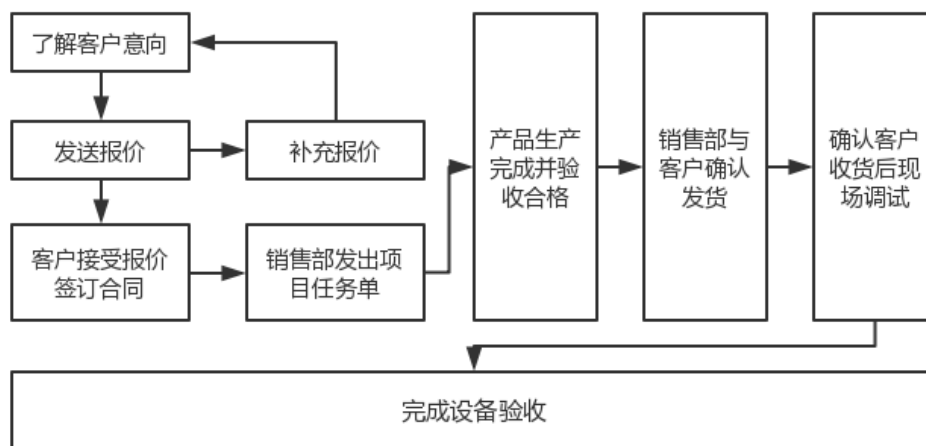 了解客户意向
发送报价
补充报价
客户接受报价
签订合同
销售部发出项
目任务单
产品生产
完成并验
收合格
销售部与
客户确认
发货
确认客户
收货后现
场调试
完成设备验收